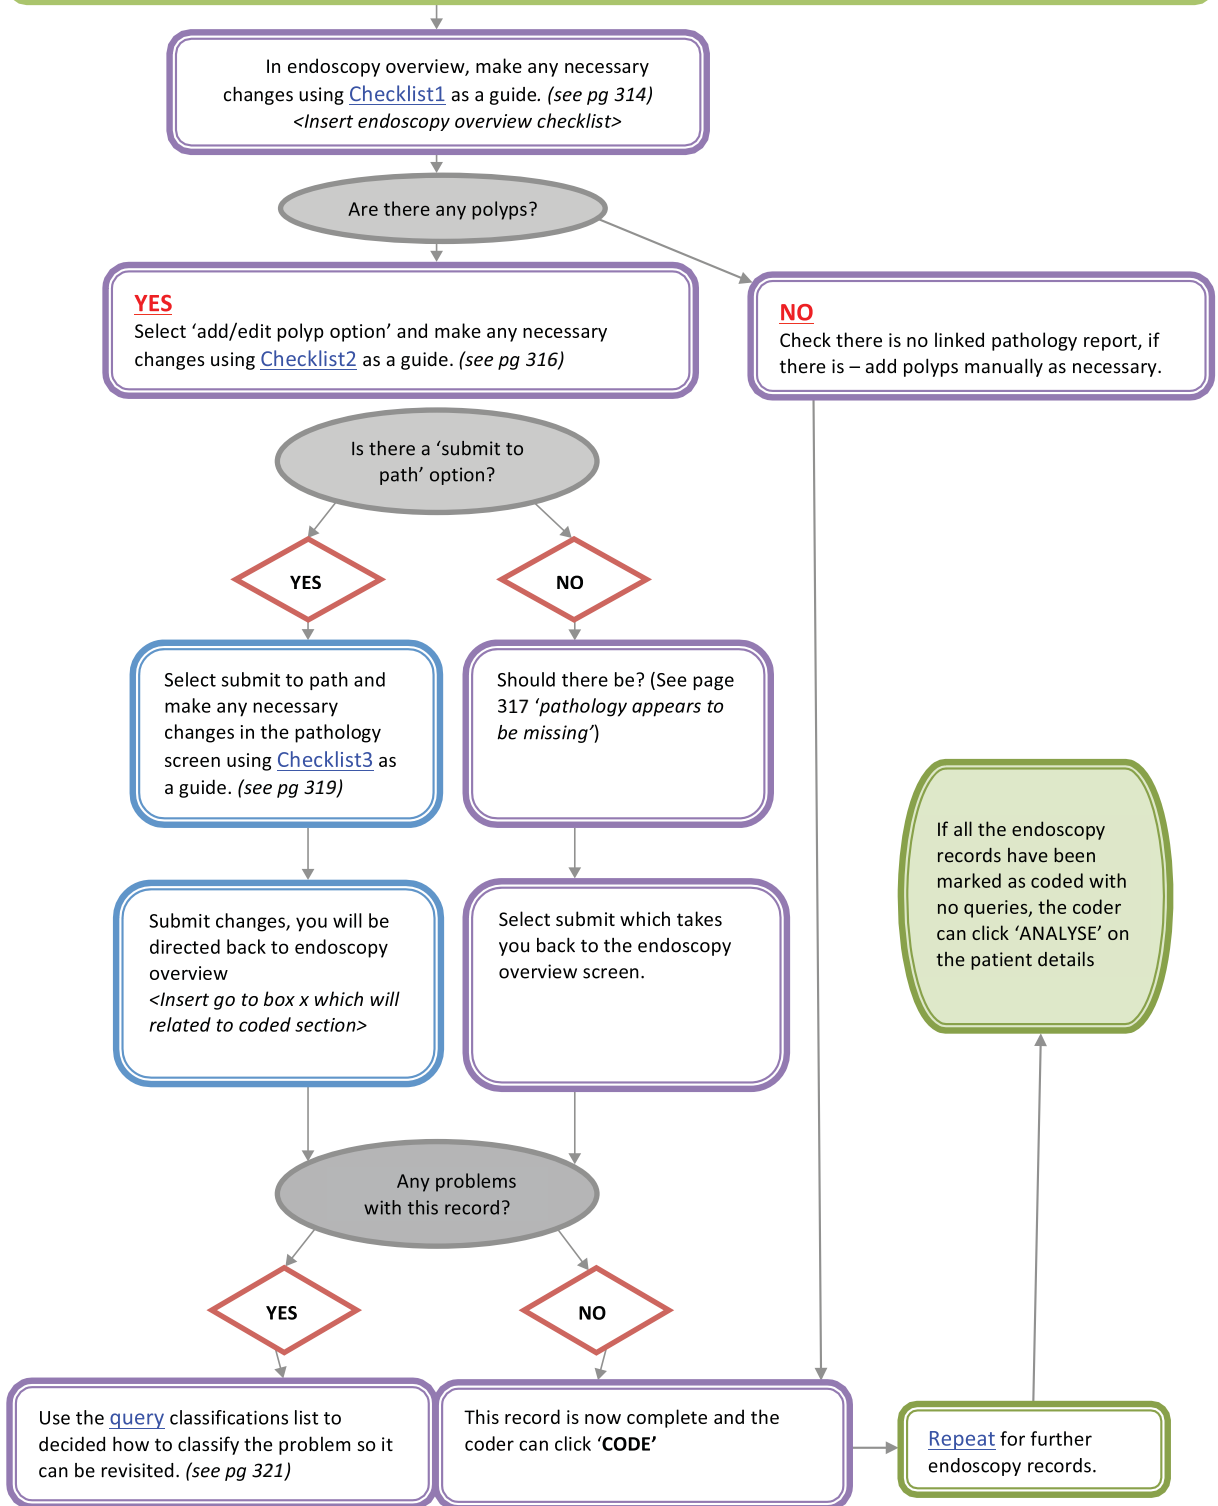 In endoscopy overview, make any necessary
changes using Checklist1 as a guide. (see pg 314)
<Insert endoscopy overview checklist>
Are there any polyps?
YES
Select ‘add/edit polyp option’ and make any necessary
changes using Checklist2 as a guide. (see pg 316)
NO
Check there is no linked pathology report, if
there is – add polyps manually as necessary.
Is there a ‘submit to
path’ option?
YES
NO
Select submit to path and
make any necessary
changes in the pathology
screen using Checklist3 as
a guide. (see pg 319)
Should there be? (See page
317 ‘pathology appears to
be missing’)
Submit changes, you will be
directed back to endoscopy
overview
<Insert go to box x which will
related to coded section>
Select submit which takes
you back to the endoscopy
overview screen.
If all the endoscopy
records have been
marked as coded with
no queries, the coder
can click ‘ANALYSE’ on
the patient details
Any problems
with this record?
YES
NO
Use the query classifications list to
decided how to classify the problem so it
can be revisited. (see pg 321)
This record is now complete and the
coder can click ‘CODE’
Repeat for further
endoscopy records.